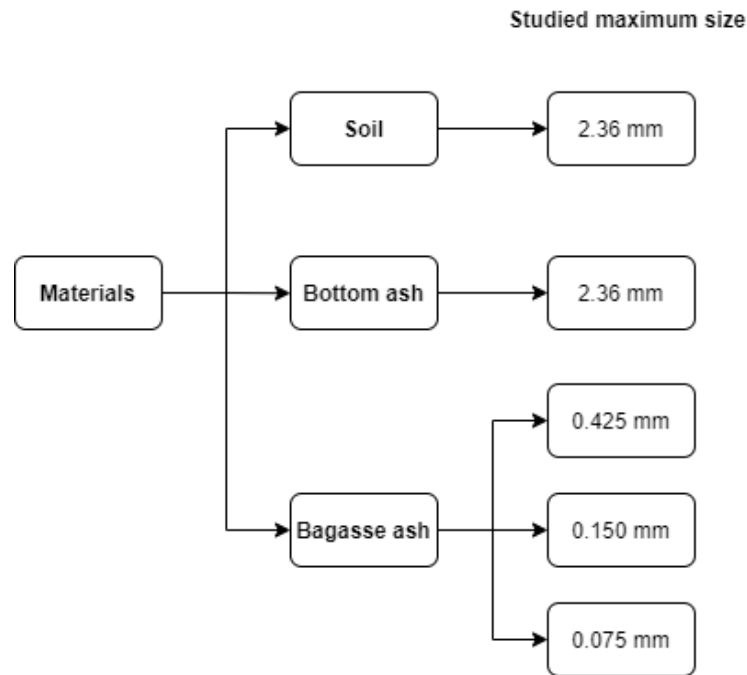 Studied maximum size
Soil
2.36 mm
Materials
Bottom ash
2.36 mm
0.425 mm
Bagasse ash
0.150 mm
0.075 mm